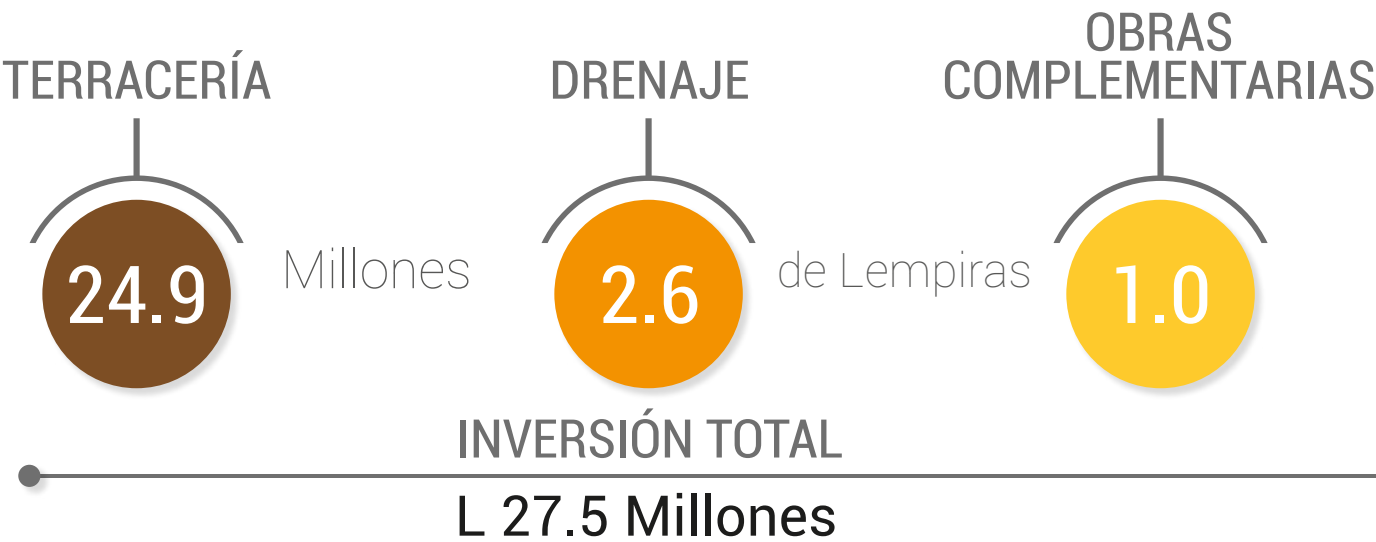 TERRACERÍA
DRENAJE
OBRAS
COMPLEMENTARIAS
24.9
Millones
2.6
de Lempiras
1.0
INVERSIÓN TOTAL
L 27.5 Millones